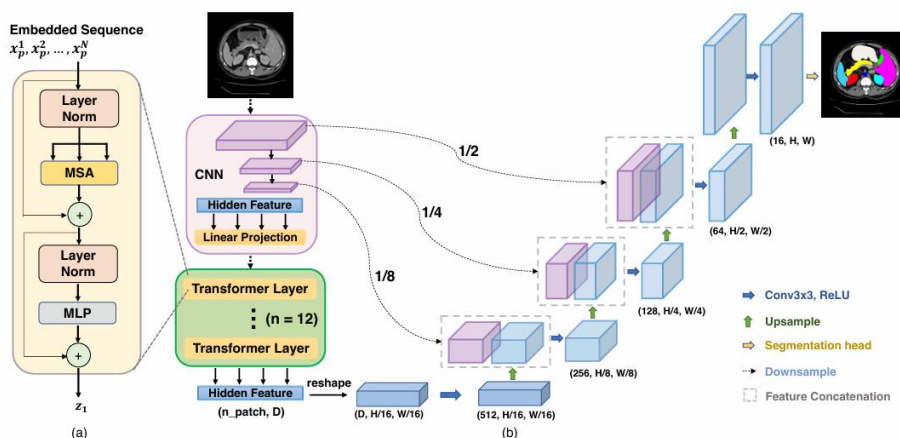 Embedded Sequence
x_p^1, x_p^2, ..., x_p^N
Layer
Norm
MSA
+
Layer
Norm
MLP
+
z_1
(a)
CNN
Hidden Feature
Linear Projection
Transformer Layer
(n = 12)
Transformer Layer
Hidden Feature
(n_patch, D)
reshape
(D, H/16, W/16)
(512, H/16, W/16)
(b)
1/2
1/4
1/8
(256, H/8, W/8)
(128, H/4, W/4)
(64, H/2, W/2)
(16, H, W)
Conv3x3, ReLU
Upsample
Segmentation head
Downsample
Feature Concatenation